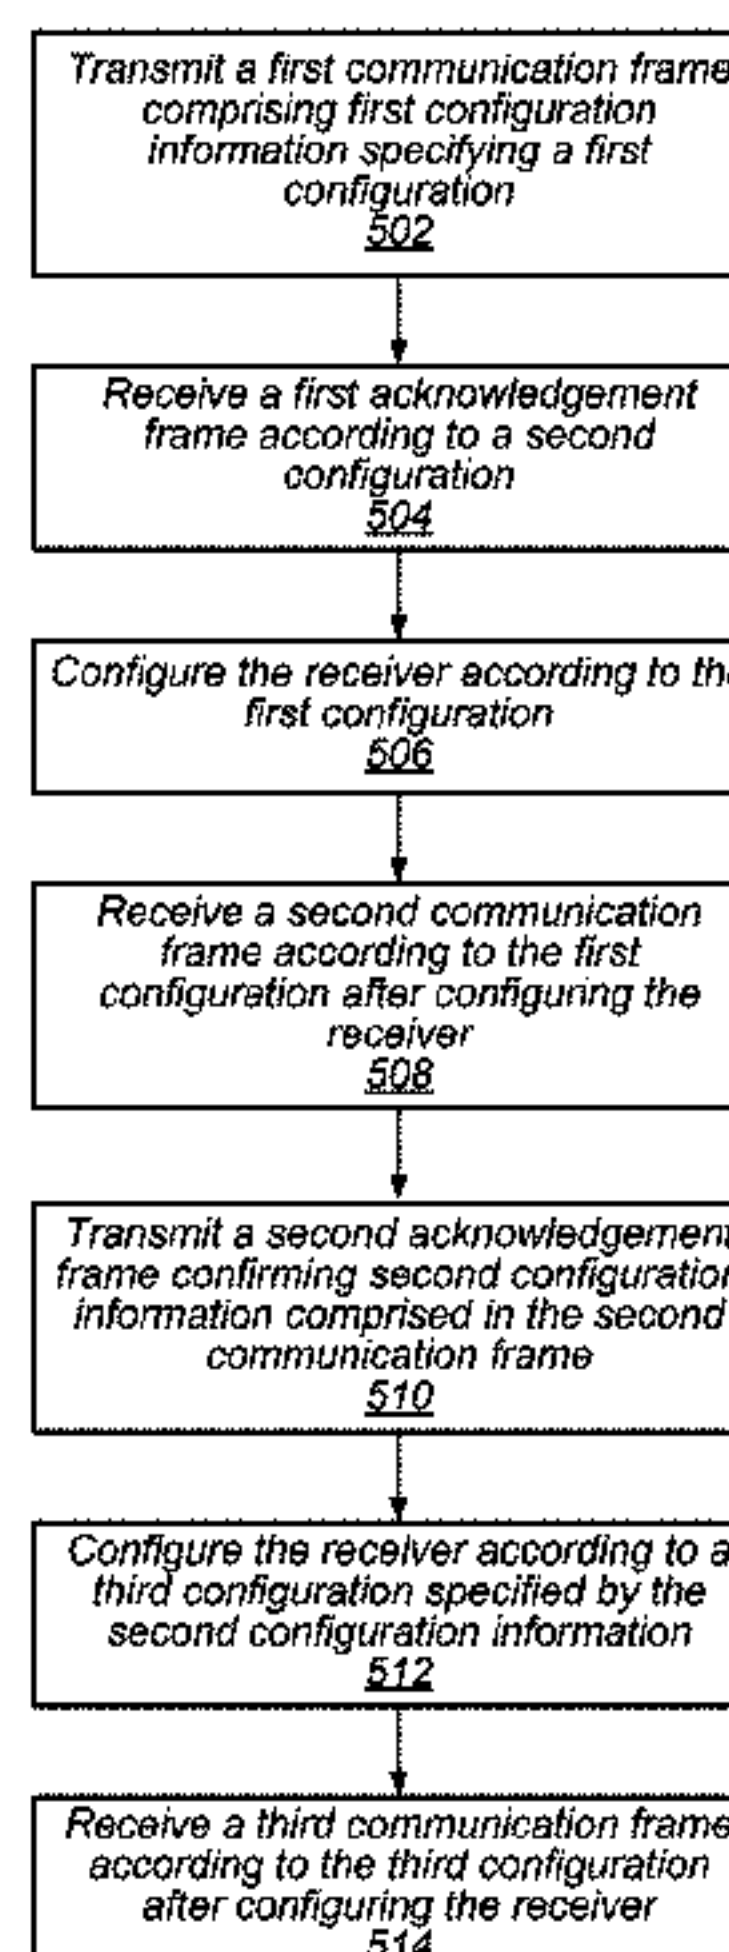 Transmit a first communication frame
comprising first configuration
information specifying a first
configuration
502
Receive a first acknowledgement
frame according to a second
configuration
504
Configure the receiver according to the
first configuration
506
Receive a second communication
frame according to the first
configuration after configuring the
receiver
508
Transmit a second acknowledgement
frame confirming second configuration
information comprised in the second
communication frame
510
Configure the receiver according to a
third configuration specified by the
second configuration information
512
Receive a third communication frame
according to the third configuration
after configuring the receiver
514